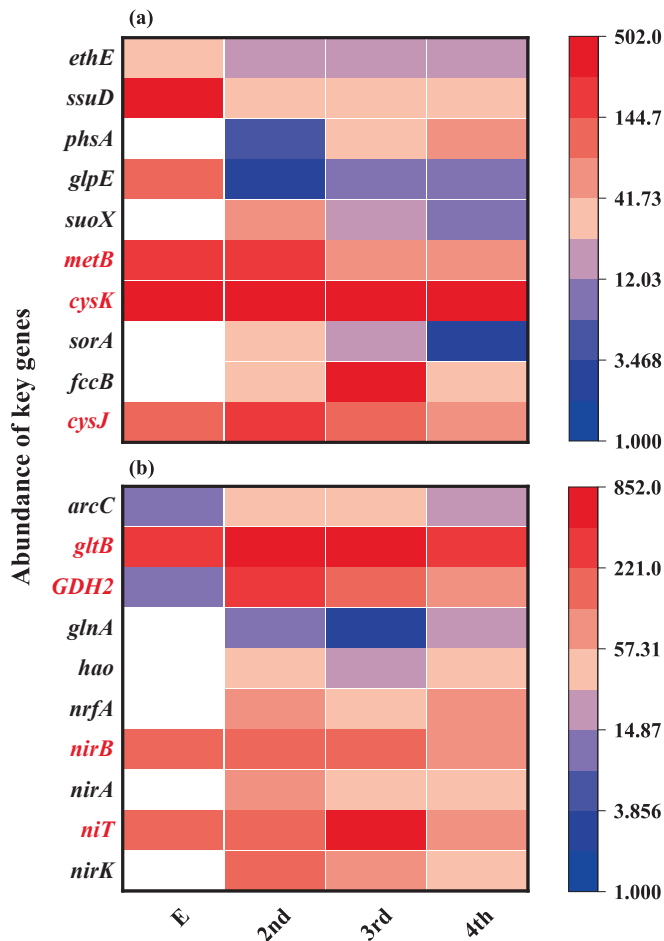 (a)
ethE
ssuD
phsA
glpE
suoX
metB
cysK
sorA
fccB
cysJ
502.0
144.7
41.73
12.03
3.468
1.000
Abundance of key genes
(b)
arcC
gltB
GDH2
glnA
hao
nrfA
nirB
nirA
niT
nirK
852.0
221.0
57.31
14.87
3.856
1.000
E
2nd
3rd
4th